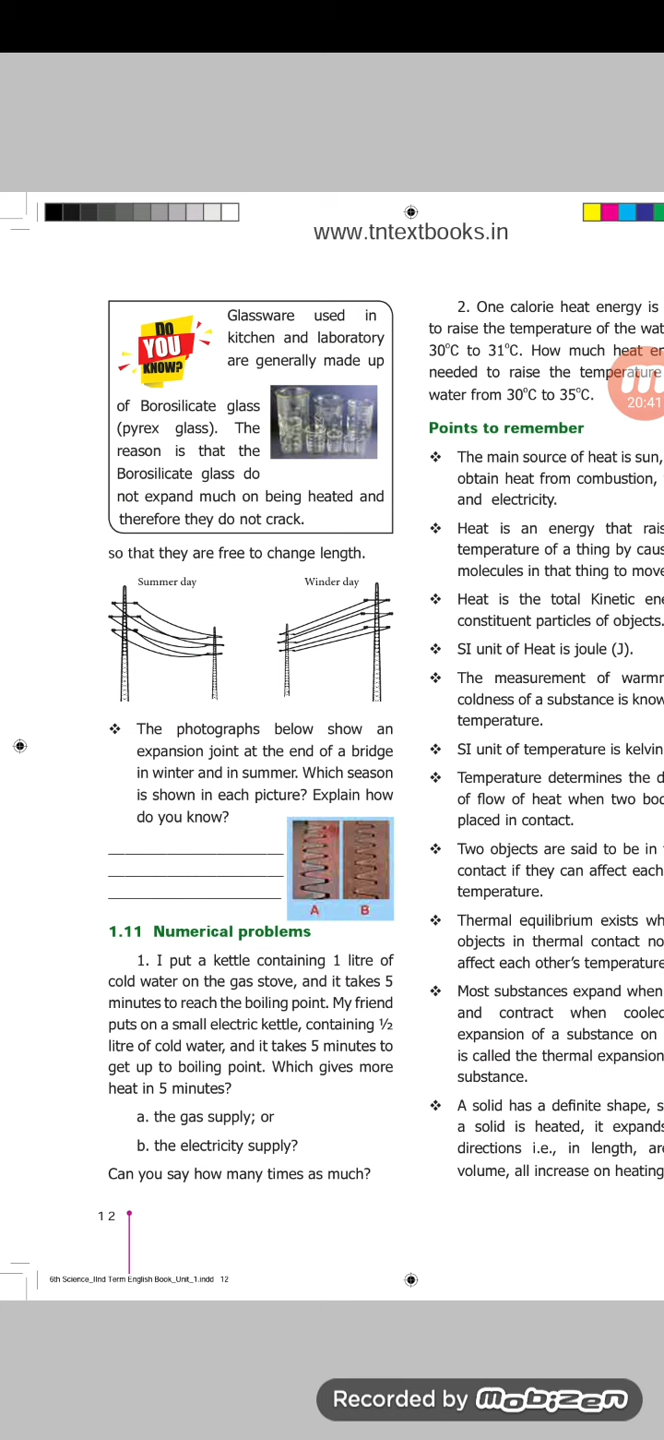 www.tntextbooks.in
DO
YOU
KNOW?
Glassware used in
kitchen and laboratory
are generally made up
of Borosilicate glass
(pyrex glass). The
reason is that the
Borosilicate glass do
not expand much on being heated and
therefore they do not crack.
so that they are free to change length.
Summer day
Winder day
❖ The photographs below show an
expansion joint at the end of a bridge
in winter and in summer. Which season
is shown in each picture? Explain how
do you know?
A B
1.11 Numerical problems
1. I put a kettle containing 1 litre of
cold water on the gas stove, and it takes 5
minutes to reach the boiling point. My friend
puts on a small electric kettle, containing ½
litre of cold water, and it takes 5 minutes to
get up to boiling point. Which gives more
heat in 5 minutes?
a. the gas supply; or
b. the electricity supply?
Can you say how many times as much?
2. One calorie heat energy is
to raise the temperature of the wat
30°C to 31°C. How much heat en
needed to raise the temperature
water from 30°C to 35°C.
20:41
Points to remember
❖ The main source of heat is sun,
obtain heat from combustion,
and electricity.
❖ Heat is an energy that rais
temperature of a thing by caus
molecules in that thing to move
❖ Heat is the total Kinetic ene
constituent particles of objects.
❖ SI unit of Heat is joule (J).
❖ The measurement of warm
coldness of a substance is know
temperature.
❖ SI unit of temperature is kelvin
❖ Temperature determines the d
of flow of heat when two bod
placed in contact.
❖ Two objects are said to be in
contact if they can affect each
temperature.
❖ Thermal equilibrium exists wh
objects in thermal contact no
affect each other's temperature
❖ Most substances expand when
and contract when cooled
expansion of a substance on
is called the thermal expansion
substance.
❖ A solid has a definite shape, s
a solid is heated, it expands
directions i.e., in length, are
volume, all increase on heating
12
6th Science_IInd Term English Book_Unit_1.indd 12
Recorded by Mobizen